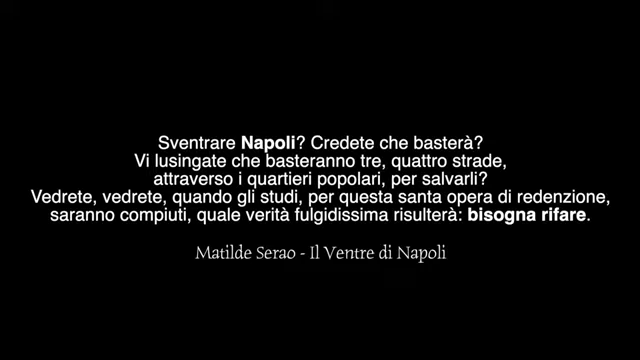 Sventrare Napoli? Credete che basterà?
Vi lusingate che basteranno tre, quattro strade,
attraverso i quartieri popolari, per salvarli?
Vedrete, vedrete, quando gli studi, per questa santa opera di redenzione,
saranno compiuti, quale verità fulgidissima risulterà: bisogna rifare.
Matilde Serao - Il Ventre di Napoli